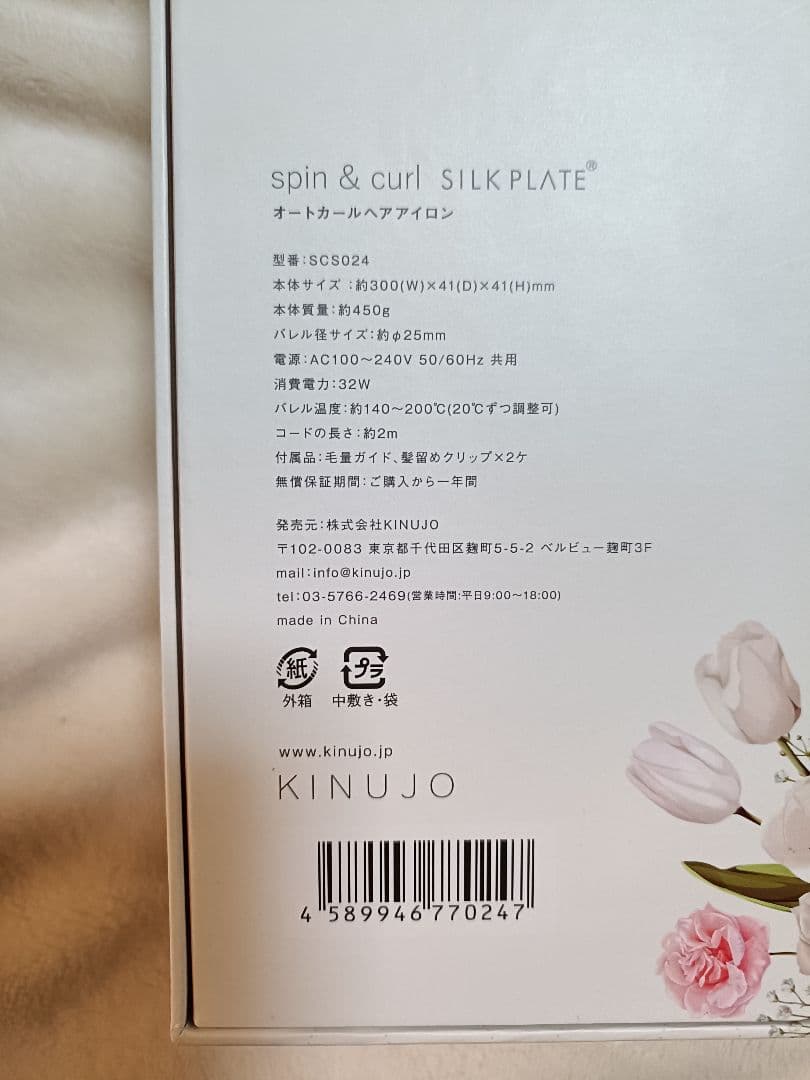 spin & curl SILK PLATE®
オートカールヘアアイロン
型番:SCS024
本体サイズ :約300(W)×41(D)×41(H)mm
本体質量:約450g
バレル径サイズ:約φ25mm
電源:AC100〜240V 50/60Hz 共用
消費電力:32W
バレル温度:約140〜200℃(20℃ずつ調整可)
コードの長さ:約2m
付属品:毛量ガイド、髪留めクリップ×2ケ
無償保証期間:ご購入から一年間
発売元:株式会社KINUJO
〒102-0083 東京都千代田区麹町5-5-2 ベルビュー麹町3F
mail:info@kinujo.jp
tel:03-5766-2469(営業時間:平日9:00〜18:00)
made in China
紙 プラ
外箱 中敷き・袋
www.kinujo.jp
KINUJO
4 589946 770247